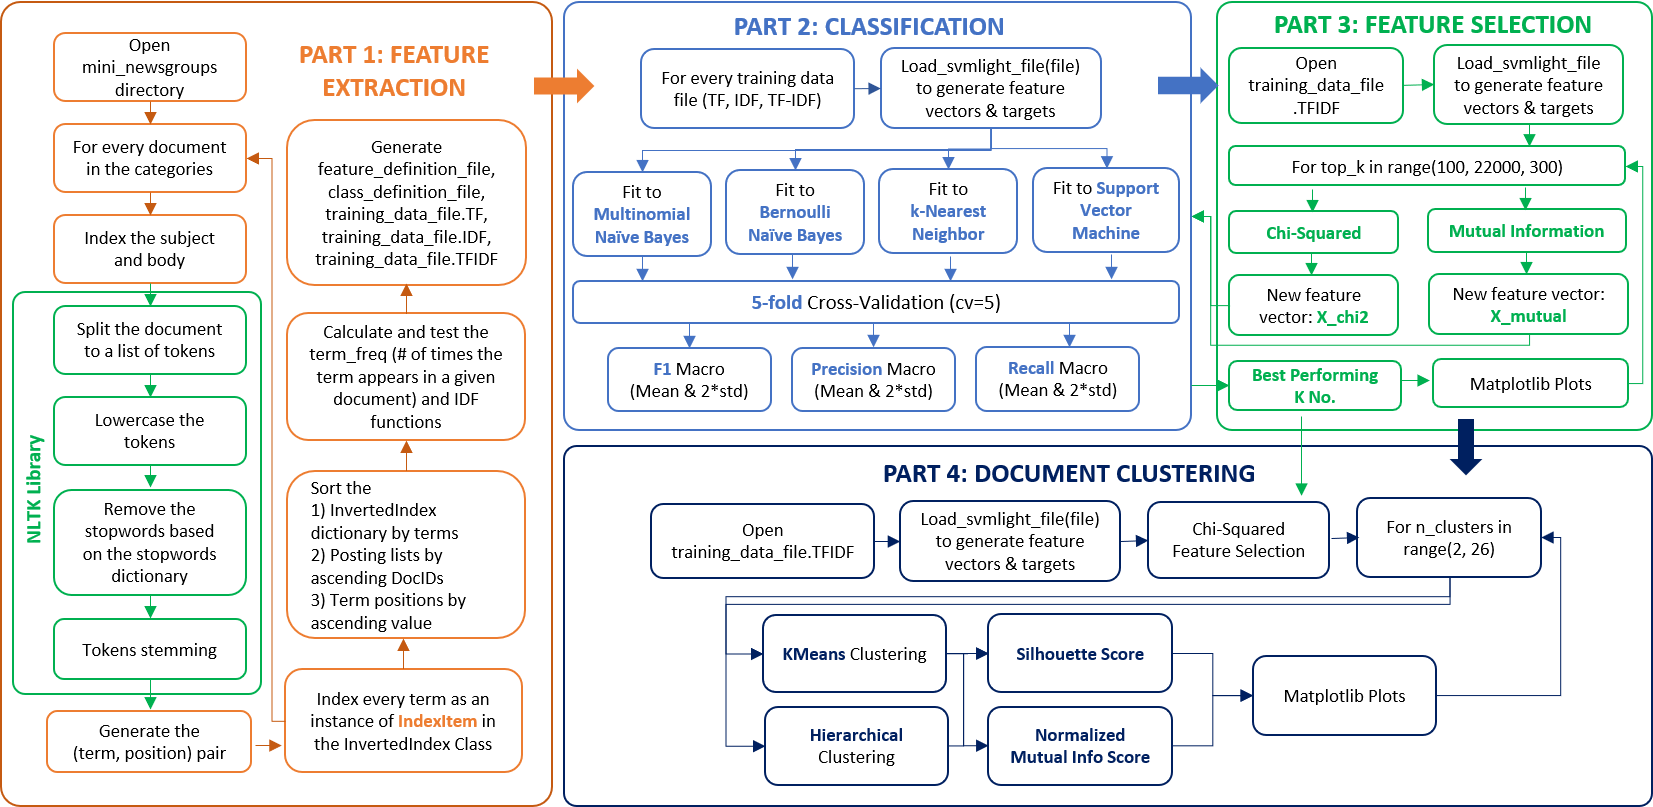 PART 1: FEATURE
EXTRACTION
Open
mini_newsgroups
directory
For every document
in the categories
Index the subject
and body
NLTK Library
Split the document
to a list of tokens
Lowercase the
tokens
Remove the
stopwords based
on the stopwords
dictionary
Tokens stemming
Generate the
(term, position) pair
Index every term as an
instance of IndexItem in
the InvertedIndex Class
Sort the
1) InvertedIndex
dictionary by terms
2) Posting lists by
ascending DocIDs
3) Term positions by
ascending value
Calculate and test the
term_freq (# of times the
term appears in a given
document) and IDF
functions
Generate
feature_definition_file,
class_definition_file,
training_data_file.TF,
training_data_file.IDF,
training_data_file.TFIDF
PART 2: CLASSIFICATION
For every training data
file (TF, IDF, TF-IDF)
Load_svmlight_file(file)
to generate feature
vectors & targets
Fit to
Multinomial
Naïve Bayes
Fit to
Bernoulli
Naïve Bayes
Fit to
k-Nearest
Neighbor
Fit to Support
Vector
Machine
5-fold Cross-Validation (cv=5)
F1 Macro
(Mean & 2*std)
Precision Macro
(Mean & 2*std)
Recall Macro
(Mean & 2*std)
PART 3: FEATURE SELECTION
Open
training_data_file
.TFIDF
Load_svmlight_file
to generate feature
vectors & targets
For top_k in range(100, 22000, 300)
Chi-Squared
Mutual Information
New feature
vector: X_chi2
New feature vector:
X_mutual
Best Performing
K No.
Matplotlib Plots
PART 4: DOCUMENT CLUSTERING
Open
training_data_file.TFIDF
Load_svmlight_file(file)
to generate feature
vectors & targets
Chi-Squared
Feature Selection
For n_clusters in
range(2, 26)
KMeans Clustering
Hierarchical
Clustering
Silhouette Score
Normalized
Mutual Info Score
Matplotlib Plots